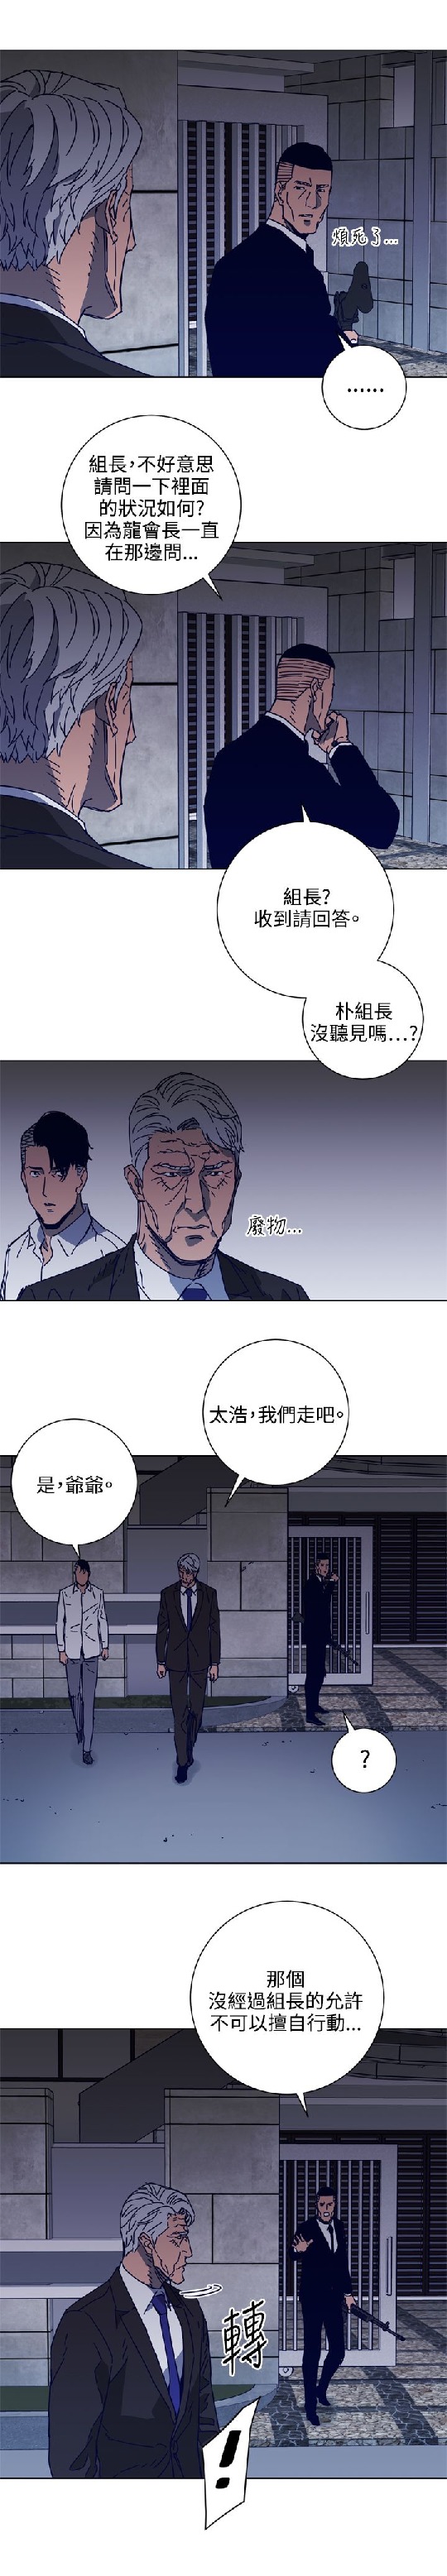 煩死了...
......
組長,不好意思
請問一下裡面
的狀況如何?
因為龍會長一直
在那邊問...
組長?
收到請回答。
朴組長
沒聽見嗎...?
廢物...
太浩,我們走吧。
是,爺爺。
?
那個
沒經過組長的允許
不可以擅自行動...
轉
!